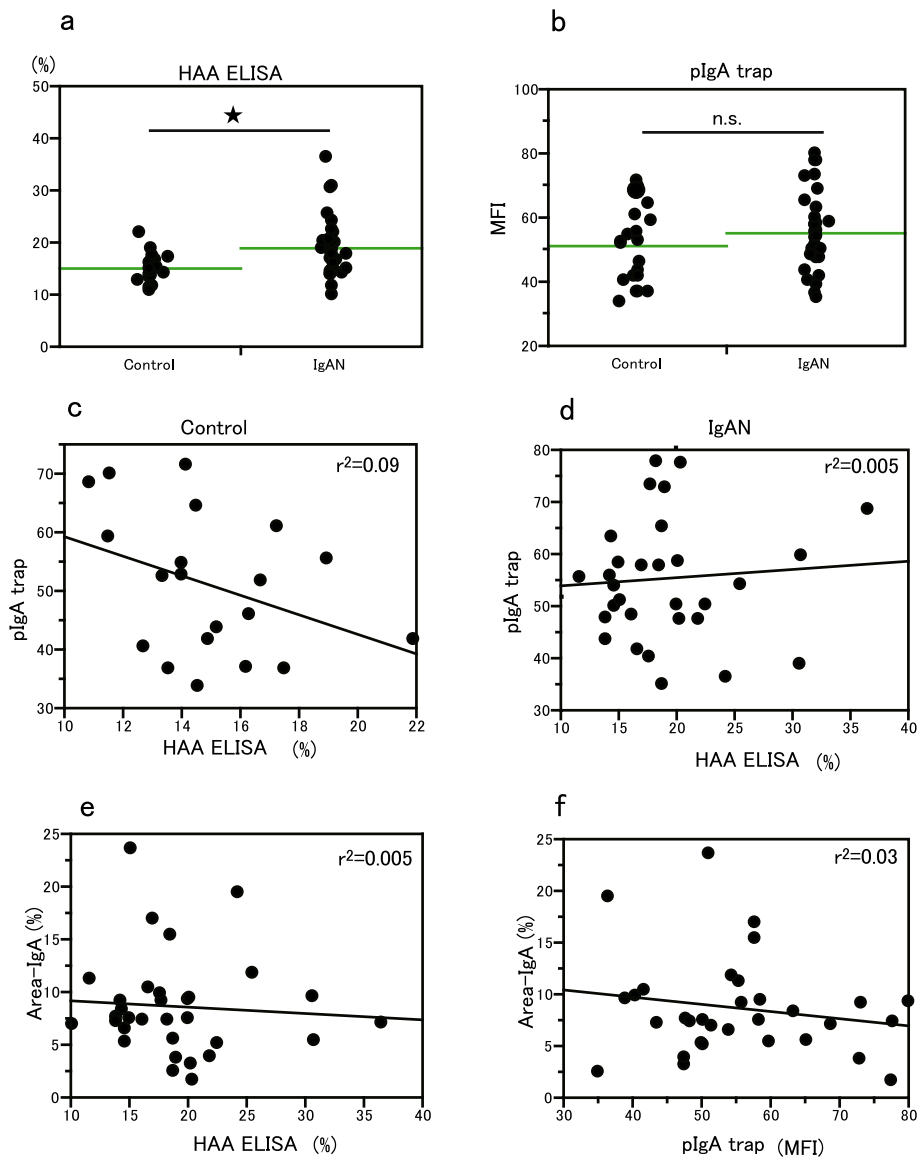 a
(%)
HAA ELISA
50
40
30
20
10
0
★
Control
IgAN
b
pIgA trap
100
80
60
40
20
MFI
n.s.
Control
IgAN
c
Control
r²=0.09
70
60
50
40
30
pIgA trap
10
12
14
16
18
20
22
HAA ELISA (%)
d
IgAN
r²=0.005
80
70
60
50
40
30
pIgA trap
10
15
20
25
30
35
40
HAA ELISA (%)
e
r²=0.005
25
20
15
10
5
0
Area-IgA (%)
10
15
20
25
30
35
40
HAA ELISA (%)
f
r²=0.03
25
20
15
10
5
0
Area-IgA (%)
30
40
50
60
70
80
pIgA trap (MFI)